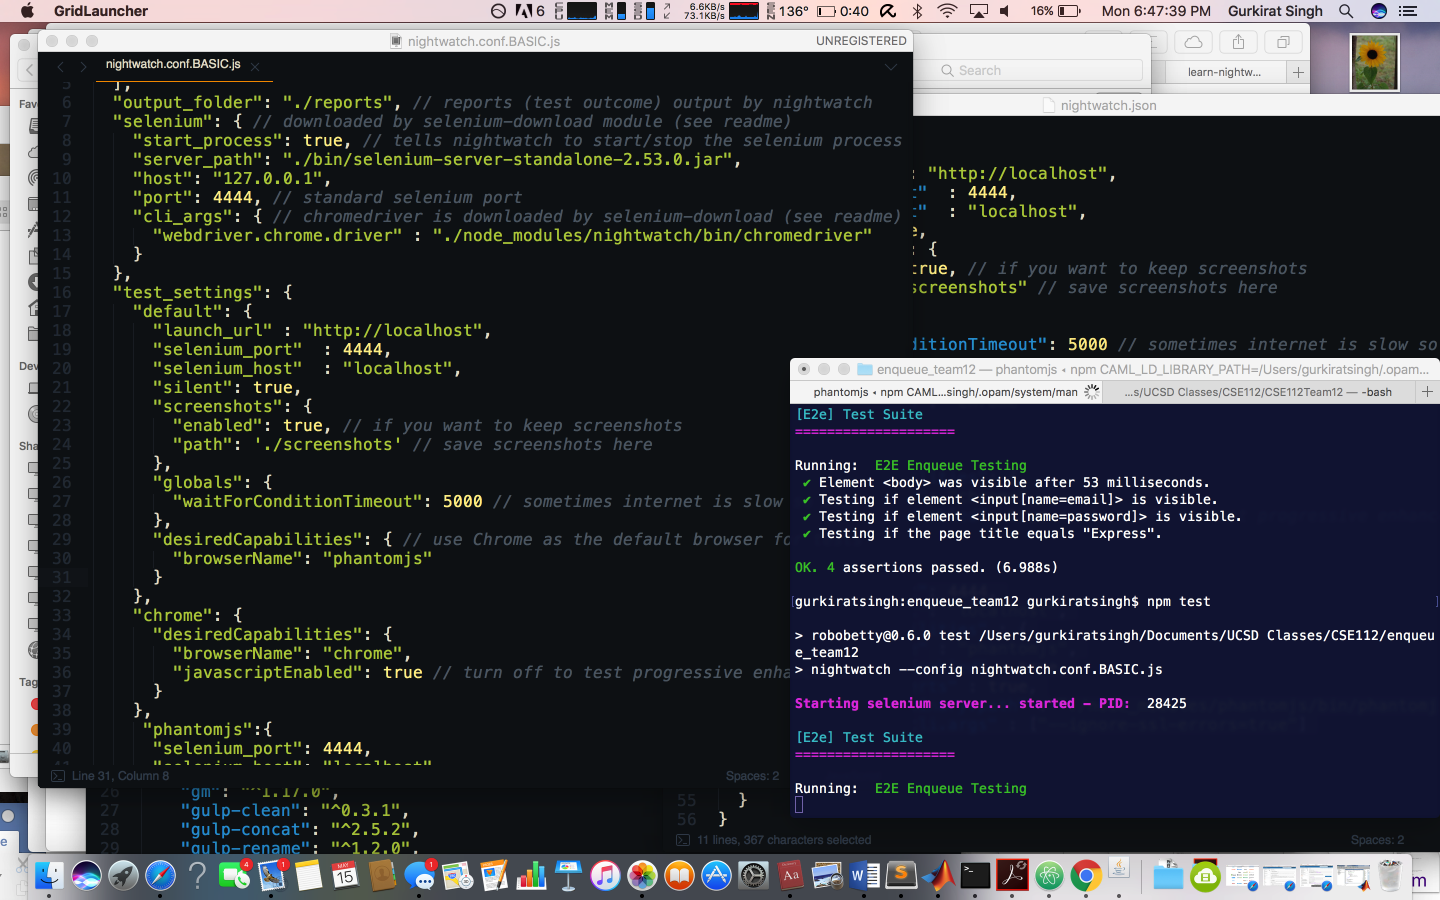 GridLauncher
6
6.6KB/s
73.1KB/s
136°
0:40
16%
Mon 6:47:39 PM
Gurkirat Singh
nightwatch.conf.BASIC.js
UNREGISTERED
nightwatch.conf.BASIC.js
5 ],
6 "output_folder": "./reports", // reports (test outcome) output by nightwatch
7 "selenium": { // downloaded by selenium-download module (see readme)
8 "start_process": true, // tells nightwatch to start/stop the selenium process
9 "server_path": "./bin/selenium-server-standalone-2.53.0.jar",
10 "host": "127.0.0.1",
11 "port": 4444, // standard selenium port
12 "cli_args": { // chromedriver is downloaded by selenium-download (see readme)
13 "webdriver.chrome.driver" : "./node_modules/nightwatch/bin/chromedriver"
14 }
15 },
16 "test_settings": {
17 "default": {
18 "launch_url" : "http://localhost",
19 "selenium_port"  : 4444,
20 "selenium_host"  : "localhost",
21 "silent": true,
22 "screenshots": {
23 "enabled": true, // if you want to keep screenshots
24 "path": './screenshots' // save screenshots here
25 },
26 "globals": {
27 "waitForConditionTimeout": 5000 // sometimes internet is slow
28 },
29 "desiredCapabilities": { // use Chrome as the default browser fo
30 "browserName": "phantomjs"
31 }
32 },
33 "chrome": {
34 "desiredCapabilities": {
35 "browserName": "chrome",
36 "javascriptEnabled": true // turn off to test progressive enha
37 }
38 },
39 "phantomjs":{
40 "selenium_port": 4444,
Line 31, Column 8
Spaces: 2
26 "gm": "^1.17.0",
27 "gulp-clean": "^0.3.1",
28 "gulp-concat": "^2.5.2",
29 "gulp-rename": "^1.2.0",
55 }
56 }
11 lines, 367 characters selected
Spaces: 2
Search
learn-nightw...
nightwatch.json
: "http://localhost",
t"  : 4444,
t"  : "localhost",
e,
: {
true, // if you want to keep screenshots
screenshots" // save screenshots here
ditionTimeout": 5000 // sometimes internet is slow so
enqueue_team12 — phantomjs ◂ npm CAML_LD_LIBRARY_PATH=/Users/gurkiratsingh/.opam...
phantomjs ◂ npm CAML...singh/.opam/system/man
...s/UCSD Classes/CSE112/CSE112Team12 — -bash
[E2e] Test Suite
====================
Running:  E2E Enqueue Testing
✔ Element <body> was visible after 53 milliseconds.
✔ Testing if element <input[name=email]> is visible.
✔ Testing if element <input[name=password]> is visible.
✔ Testing if the page title equals "Express".
OK. 4 assertions passed. (6.988s)
[gurkiratsingh:enqueue_team12 gurkiratsingh$ npm test ]
> robobetty@0.6.0 test /Users/gurkiratsingh/Documents/UCSD Classes/CSE112/enqueu
e_team12
> nightwatch --config nightwatch.conf.BASIC.js
Starting selenium server... started - PID:  28425
[E2e] Test Suite
====================
Running:  E2E Enqueue Testing
Fav
Dev
Sha
Tag
4
1
MAY
15
1
Aa